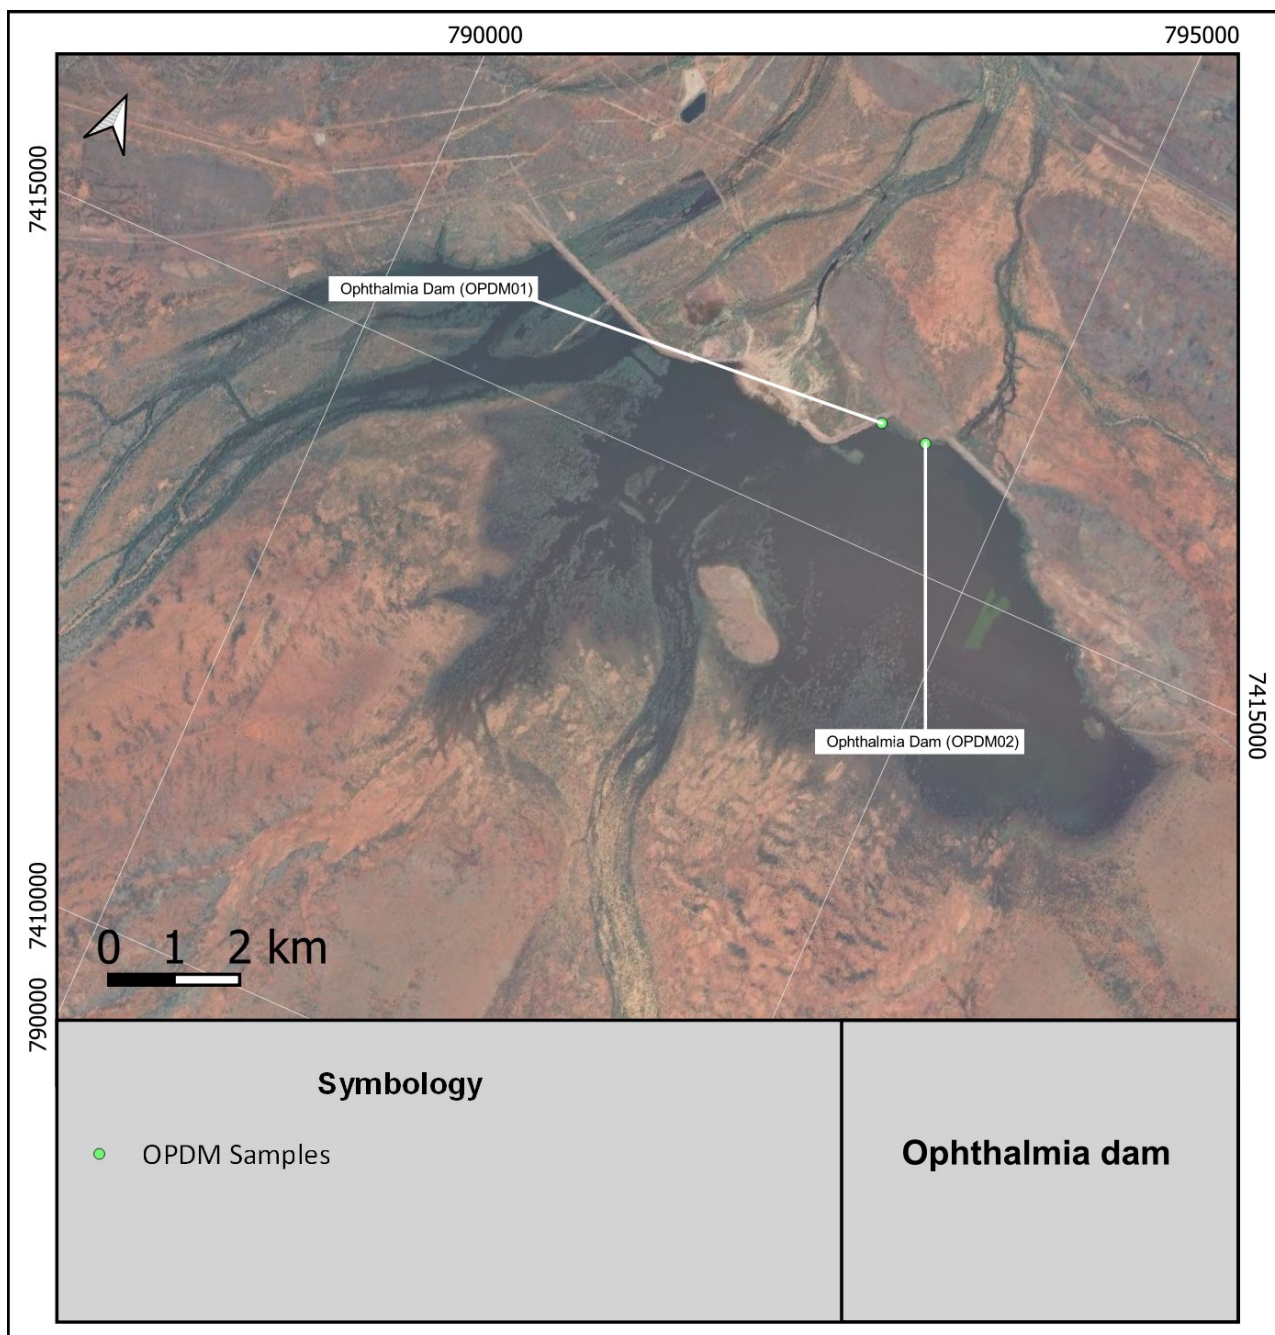 790000
795000
7415000
Ophthalmia Dam (OPDM01)
Ophthalmia Dam (OPDM02)
7415000
7410000
790000
0 1 2 km
Symbology
OPDM Samples
Ophthalmia dam